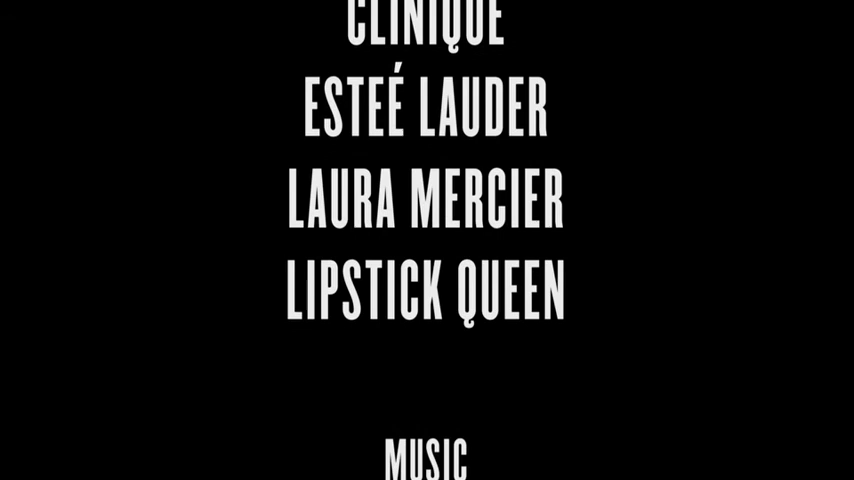 CLINIQUE
ESTEÉ LAUDER
LAURA MERCIER
LIPSTICK QUEEN
MUSIC